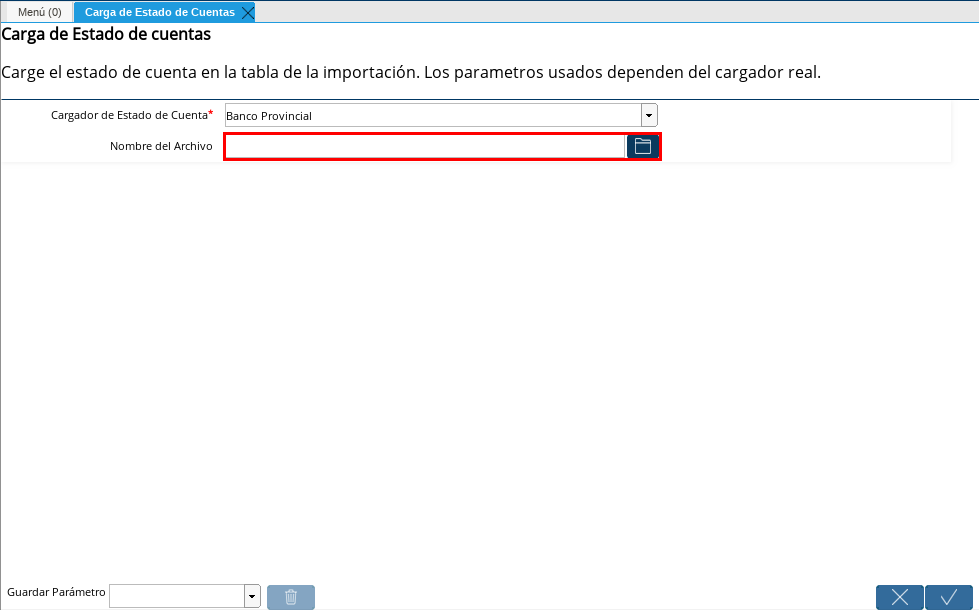 Menú (0)
Carga de Estado de Cuentas
Carga de Estado de cuentas
Carge el estado de cuenta en la tabla de la importación. Los parametros usados dependen del cargador real.
Cargador de Estado de Cuenta* Banco Provincial
Nombre del Archivo
Guardar Parámetro